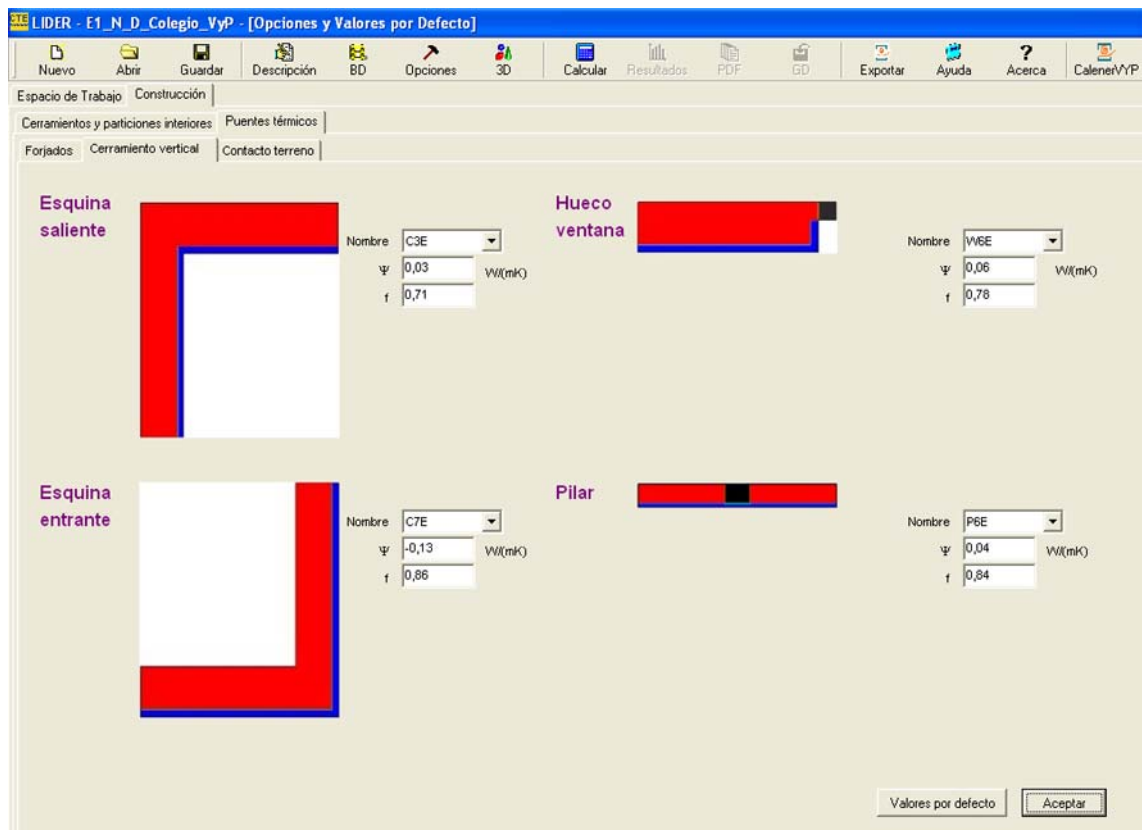 CTE LIDER - E1_N_D_Colegio_VyP - [Opciones y Valores por Defecto]
Nuevo Abrir Guardar Descripción BD Opciones 3D Calcular Resultados PDF GD Exportar Ayuda Acerca CalenerVYP
Espacio de Trabajo Construcción
Cerramientos y particiones interiores Puentes térmicos
Forjados Cerramiento vertical Contacto terreno
Esquina saliente
Nombre C3E
Ψ 0,03 W/(mK)
f 0,71
Hueco ventana
Nombre W6E
Ψ 0,06 W/(mK)
f 0,78
Esquina entrante
Nombre C7E
Ψ -0,13 W/(mK)
f 0,86
Pilar
Nombre P6E
Ψ 0,04 W/(mK)
f 0,84
Valores por defecto Aceptar